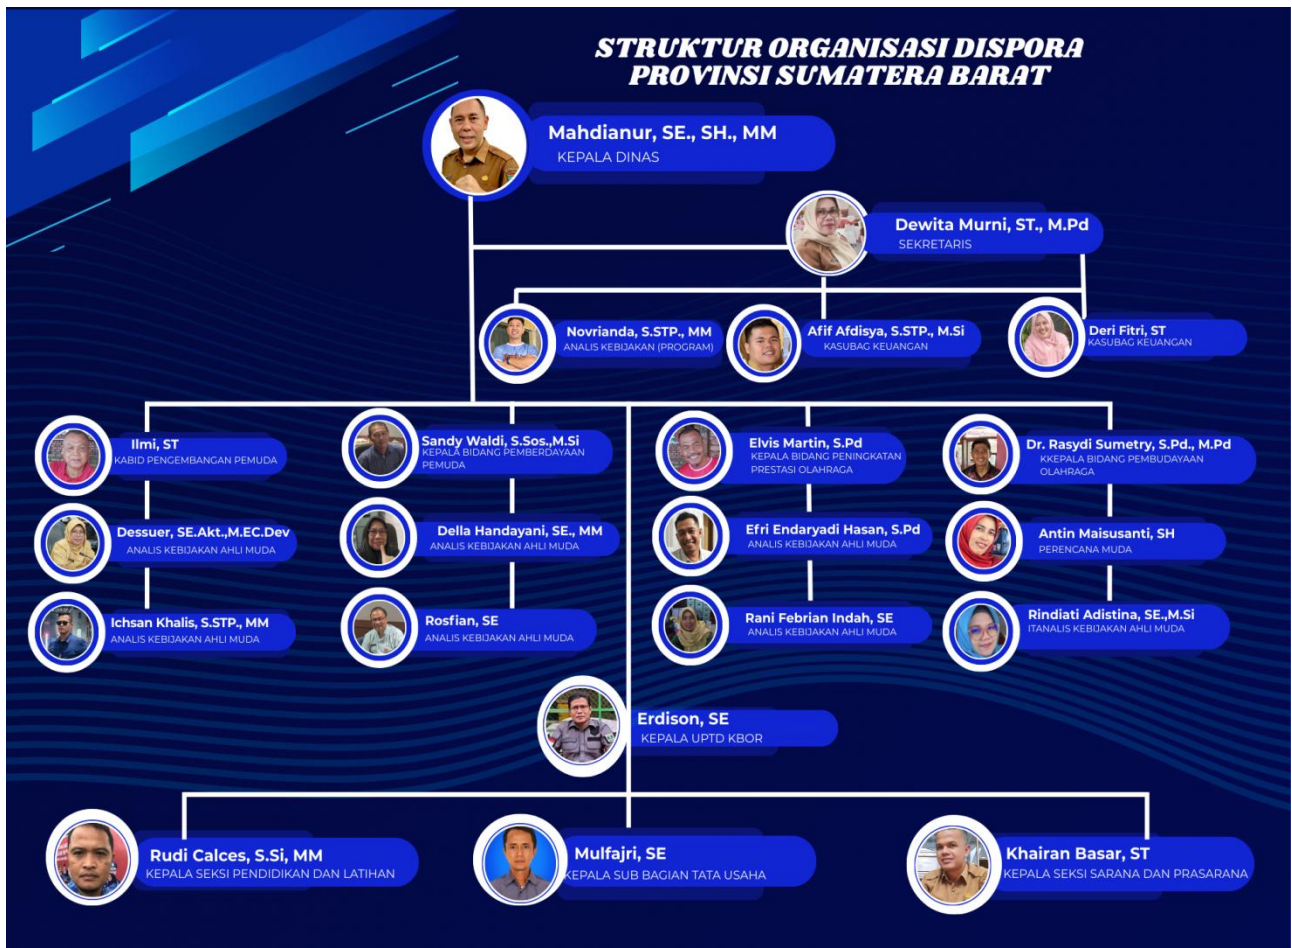 STRUKTUR ORGANISASI DISPORA
PROVINSI SUMATERA BARAT
Mahdianur, SE., SH., MM
KEPALA DINAS
Dewita Murni, ST., M.Pd
SEKRETARIS
Novrianda, S.STP., MM
ANALIS KEBIJAKAN (PROGRAM)
Afif Afdisya, S.STP., M.Si
KASUBAG KEUANGAN
Deri Fitri, ST
KASUBAG KEUANGAN
Ilmi, ST
KABID PENGEMBANGAN PEMUDA
Sandy Waldi, S.Sos.,M.Si
KEPALA BIDANG PEMBERDAYAAN
PEMUDA
Elvis Martin, S.Pd
KEPALA BIDANG PENINGKATAN
PRESTASI OLAHRAGA
Dr. Rasydi Sumetry, S.Pd., M.Pd
KKEPALA BIDANG PEMBUDAYAAN
OLAHRAGA
Dessuer, SE.Akt.,M.EC.Dev
ANALIS KEBIJAKAN AHLI MUDA
Della Handayani, SE., MM
ANALIS KEBIJAKAN AHLI MUDA
Efri Endaryadi Hasan, S.Pd
ANALIS KEBIJAKAN AHLI MUDA
Antin Maisusanti, SH
PERENCANA MUDA
Ichsan Khalis, S.STP., MM
ANALIS KEBIJAKAN AHLI MUDA
Rosfian, SE
ANALIS KEBIJAKAN AHLI MUDA
Rani Febrian Indah, SE
ANALIS KEBIJAKAN AHLI MUDA
Rindiati Adistina, SE.,M.Si
ITANALIS KEBIJAKAN AHLI MUDA
Erdison, SE
KEPALA UPTD KBOR
Rudi Calces, S.Si, MM
KEPALA SEKSI PENDIDIKAN DAN LATIHAN
Mulfajri, SE
KEPALA SUB BAGIAN TATA USAHA
Khairan Basar, ST
KEPALA SEKSI SARANA DAN PRASARANA